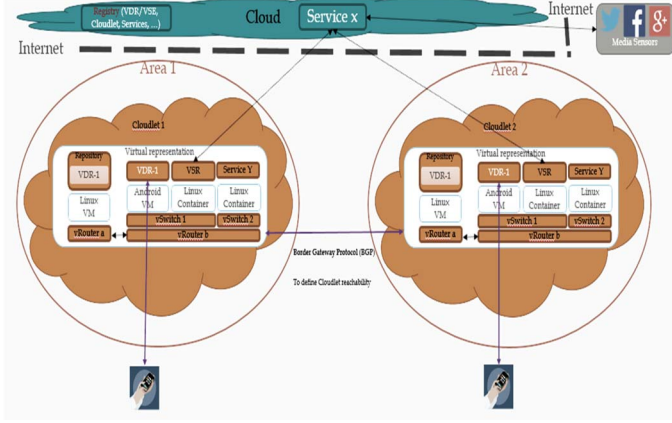 Registry (VDR/VSE,
Cloudlet, Services, ...)
Cloud
Service x
Internet
Media Sensors
Internet
Area 1
Area 2
Cloudlet 1
Virtual representation
Repository
VDR-1
VDR-1
VSR
Service Y
Linux
VM
Android
VM
Linux
Container
Linux
Container
vSwitch 1
vSwitch 2
vRouter a
vRouter b
Cloudlet 2
Virtual representation
Repository
VDR-1
VDR-1
VSR
Service Y
Linux
VM
Android
VM
Linux
Container
Linux
Container
vSwitch 1
vSwitch 2
vRouter a
vRouter b
Border Gateway Protocol (BGP)
To define Cloudlet reachability